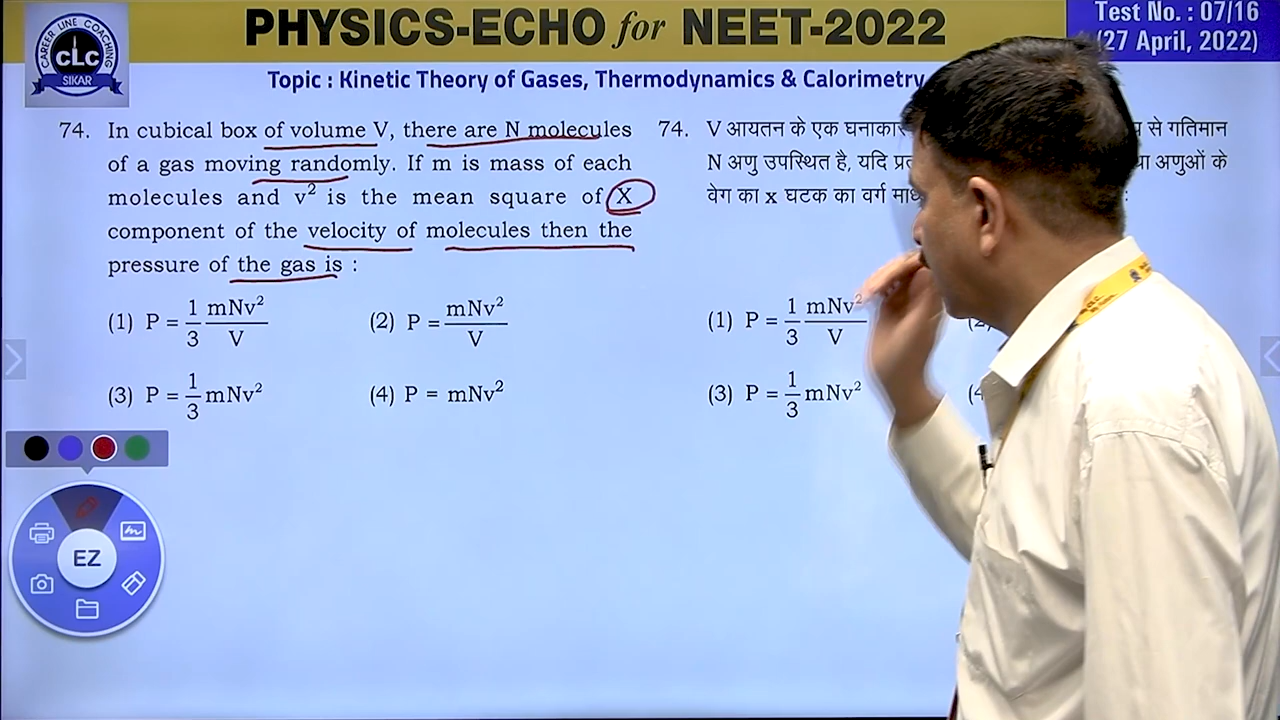 CAREER LINE COACHING
CLC
SIKAR
PHYSICS-ECHO for NEET-2022
Test No. : 07/16
(27 April, 2022)
Topic : Kinetic Theory of Gases, Thermodynamics & Calorimetry
74. In cubical box of volume V, there are N molecules
of a gas moving randomly. If m is mass of each
molecules and v² is the mean square of X
component of the velocity of molecules then the
pressure of the gas is :
(1) P = 1/3 mNv²/V (2) P = mNv²/V
(3) P = 1/3 mNv² (4) P = mNv²
74. V आयतन के एक घनाकार से गतिमान
N अणु उपस्थित है, यदि अणुओं के
वेग का x घटक का वर्ग :
(1) P = 1/3 mNv²/V
(3) P = 1/3 mNv²
EZ